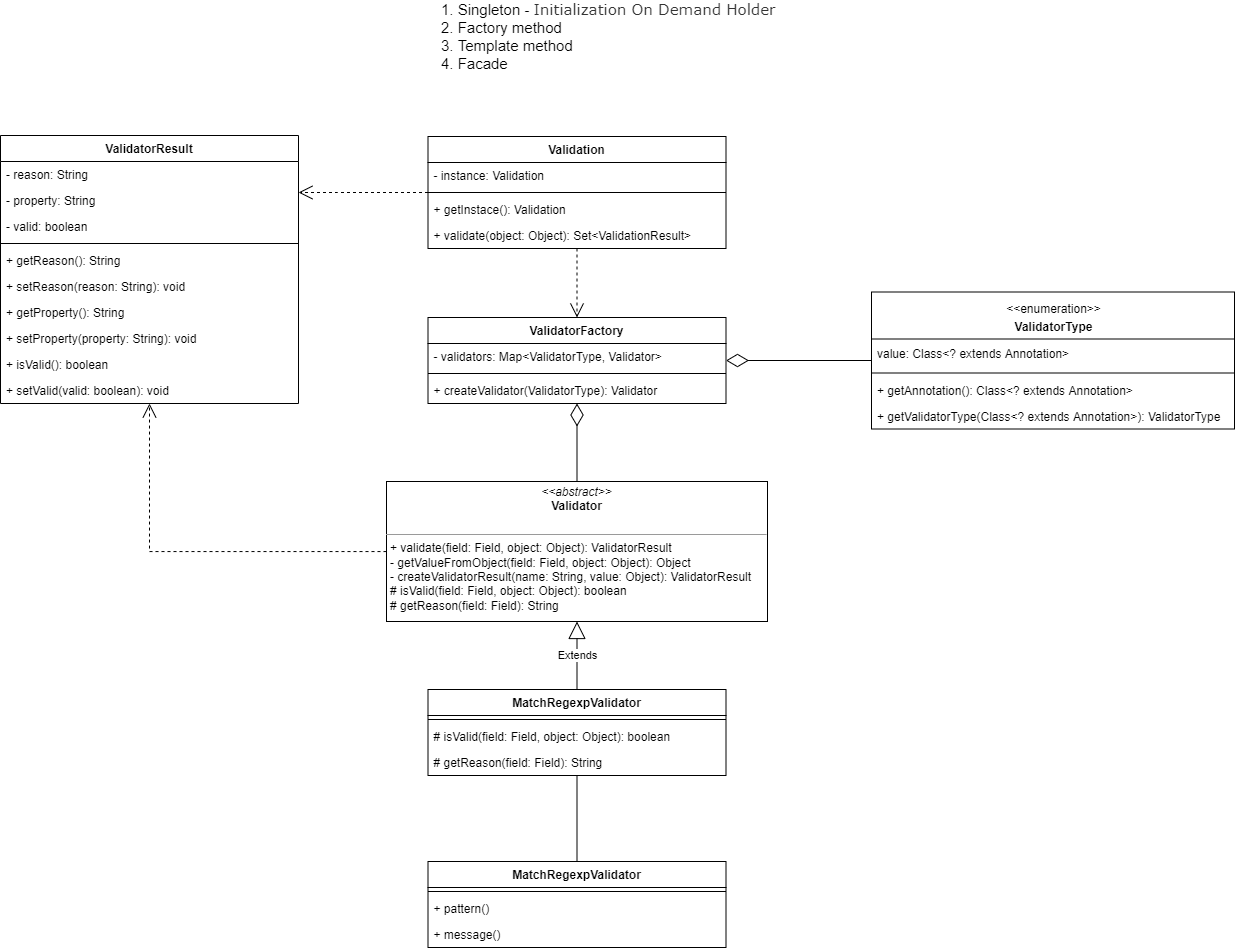 1. Singleton - Initialization On Demand Holder
2. Factory method
3. Template method
4. Facade
ValidatorResult
- reason: String
- property: String
- valid: boolean
+ getReason(): String
+ setReason(reason: String): void
+ getProperty(): String
+ setProperty(property: String): void
+ isValid(): boolean
+ setValid(valid: boolean): void
Validation
- instance: Validation
+ getInstace(): Validation
+ validate(object: Object): Set<ValidationResult>
ValidatorFactory
- validators: Map<ValidatorType, Validator>
+ createValidator(ValidatorType): Validator
<<enumeration>>
ValidatorType
value: Class<? extends Annotation>
+ getAnnotation(): Class<? extends Annotation>
+ getValidatorType(Class<? extends Annotation>): ValidatorType
<<abstract>>
Validator
+ validate(field: Field, object: Object): ValidatorResult
- getValueFromObject(field: Field, object: Object): Object
- createValidatorResult(name: String, value: Object): ValidatorResult
# isValid(field: Field, object: Object): boolean
# getReason(field: Field): String
Extends
MatchRegexpValidator
# isValid(field: Field, object: Object): boolean
# getReason(field: Field): String
MatchRegexpValidator
+ pattern()
+ message()